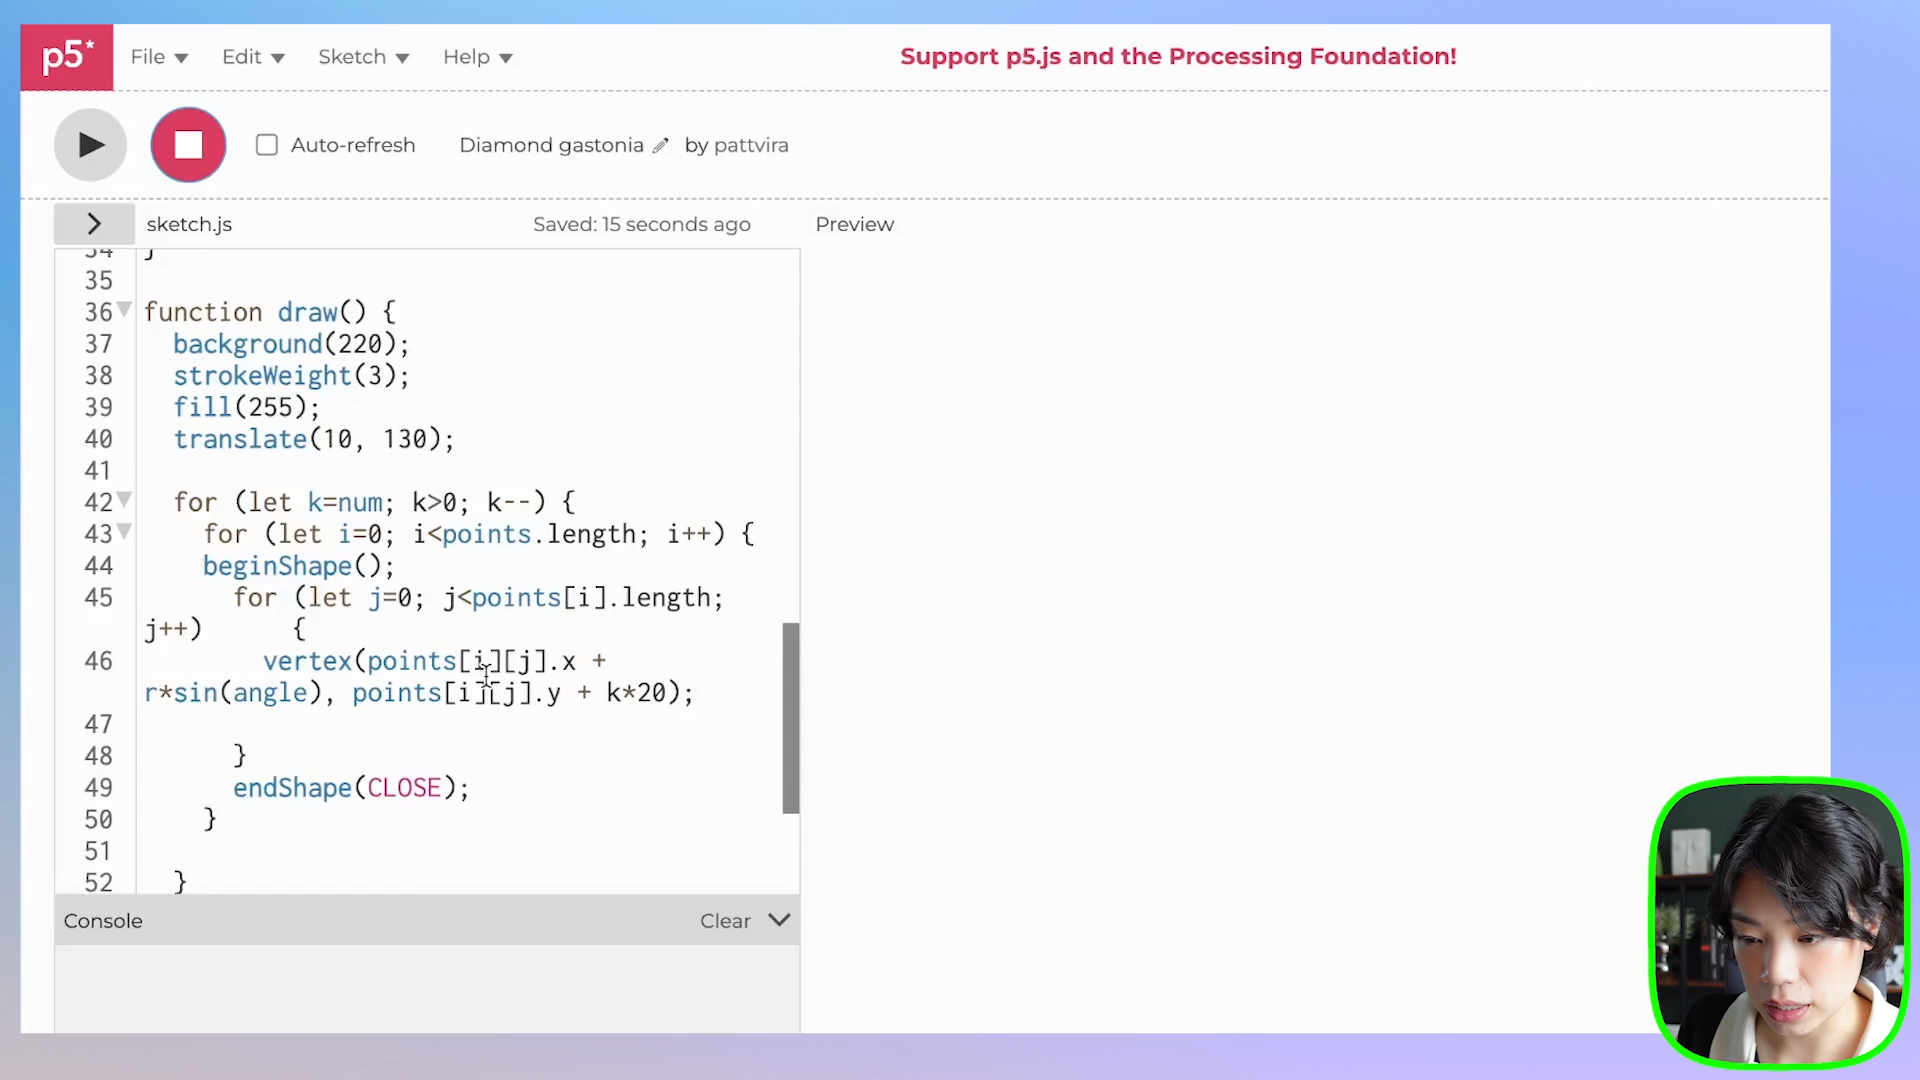 p5* File Edit Sketch Help Support p5.js and the Processing Foundation!
Auto-refresh Diamond gastonia by pattvira
sketch.js Saved: 15 seconds ago Preview
34 }
35
36 function draw() {
37 background(220);
38 strokeWeight(3);
39 fill(255);
40 translate(10, 130);
41
42 for (let k=num; k>0; k--) {
43 for (let i=0; i<points.length; i++) {
44 beginShape();
45 for (let j=0; j<points[i].length;
j++) {
46 vertex(points[i][j].x +
r*sin(angle), points[i][j].y + k*20);
47
48 }
49 endShape(CLOSE);
50 }
51
52 }
Console Clear